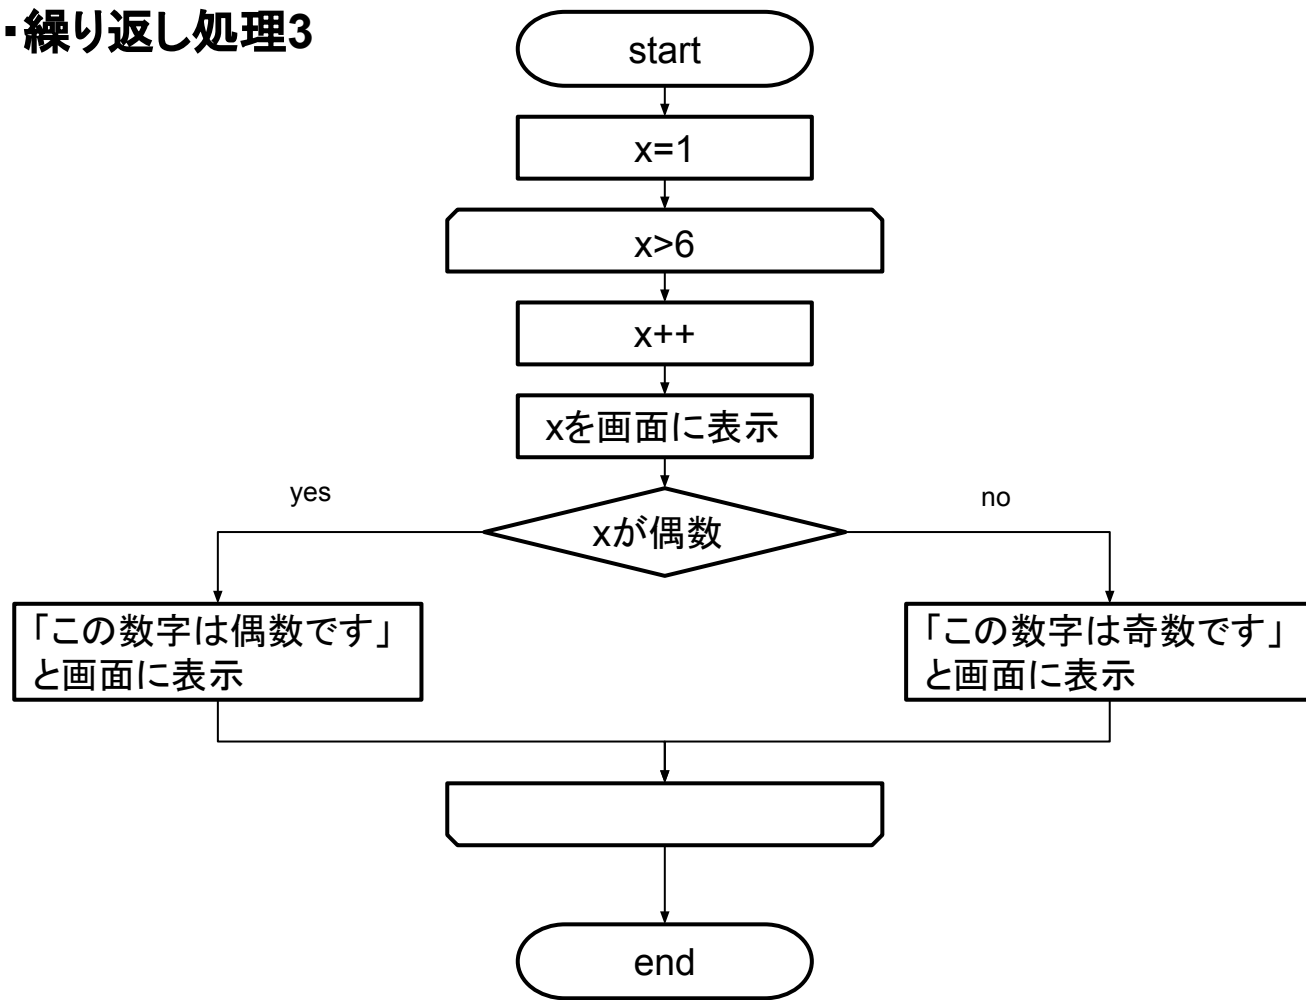 ・繰り返し処理3
start
x=1
x>6
x++
xを画面に表示
yes
no
xが偶数
「この数字は偶数です」
と画面に表示
「この数字は奇数です」
と画面に表示
end